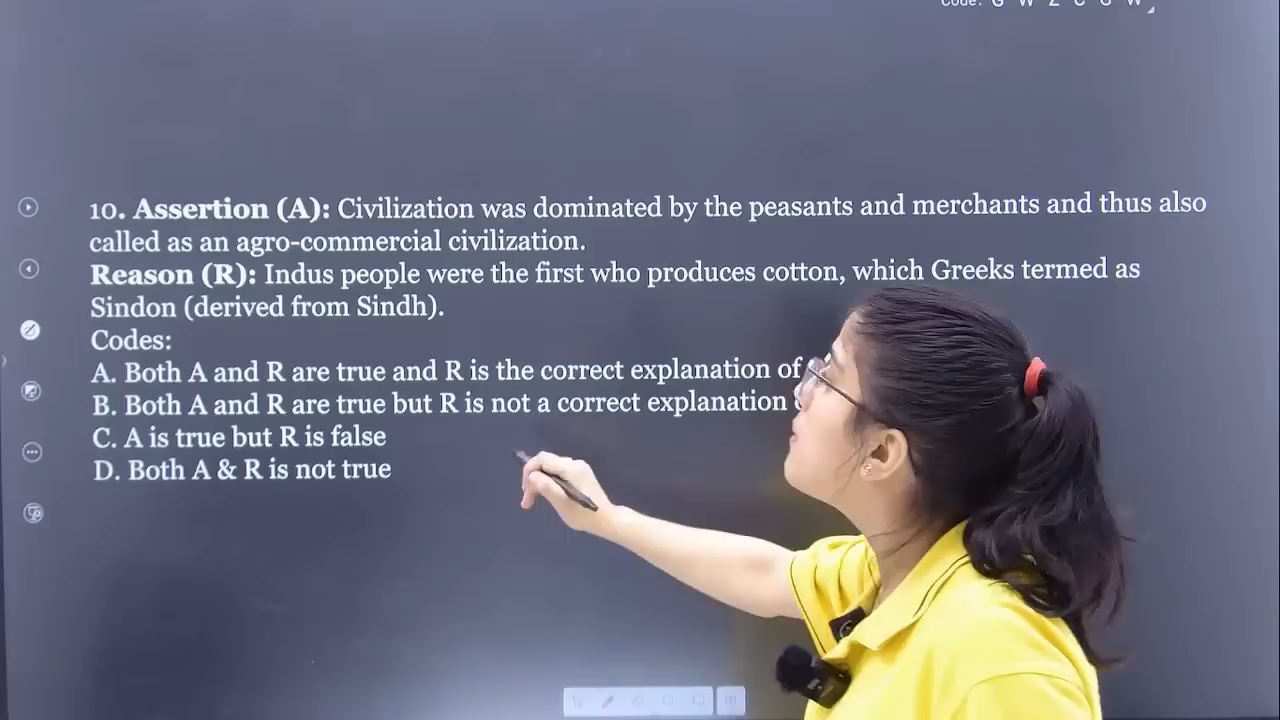 10. Assertion (A): Civilization was dominated by the peasants and merchants and thus also
called as an agro-commercial civilization.
Reason (R): Indus people were the first who produces cotton, which Greeks termed as
Sindon (derived from Sindh).
Codes:
A. Both A and R are true and R is the correct explanation of
B. Both A and R are true but R is not a correct explanation
C. A is true but R is false
D. Both A & R is not true